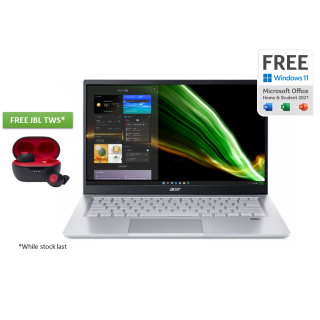 FREE
Windows 11
Microsoft Office
Home & Student 2021
FREE JBL TWS*
acer
*While stock last